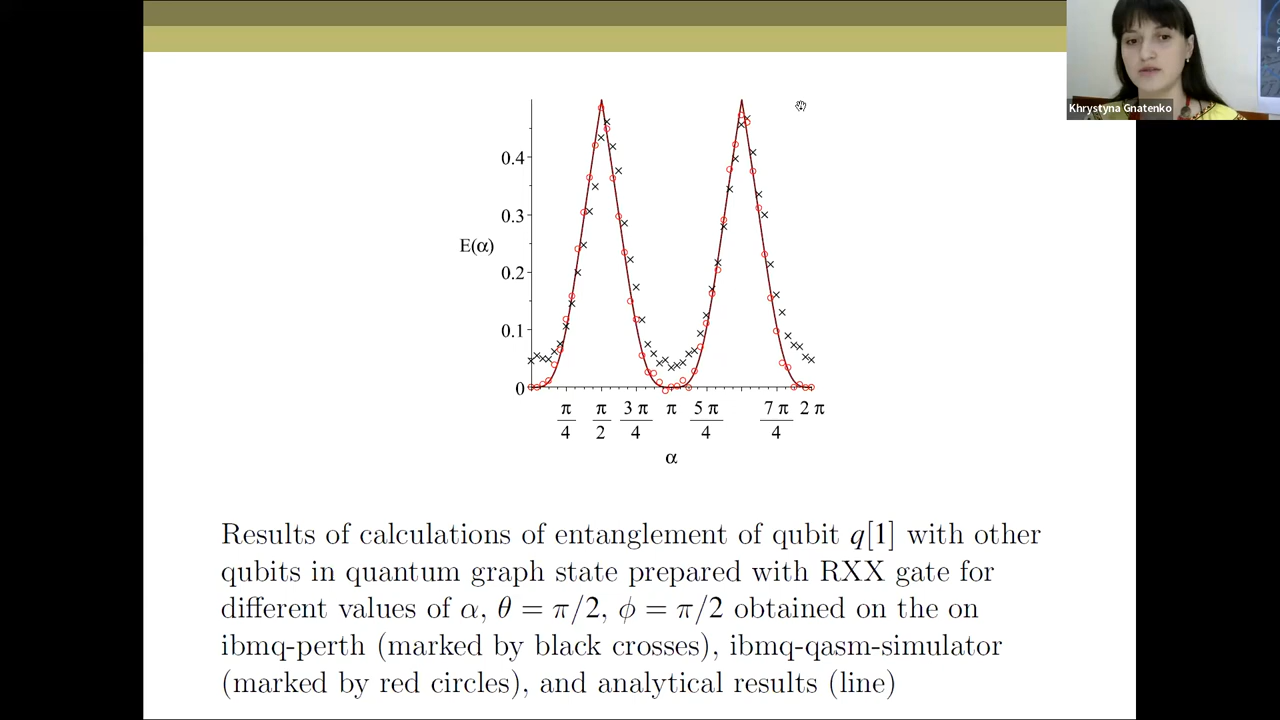 Khrystyna Gnatenko
0.4
0.3
E(α)
0.2
0.1
0
π/4 π/2 3 π/4 π 5 π/4 7 π/4 2 π
α
Results of calculations of entanglement of qubit q[1] with other
qubits in quantum graph state prepared with RXX gate for
different values of α, θ = π/2, ϕ = π/2 obtained on the on
ibmq-perth (marked by black crosses), ibmq-qasm-simulator
(marked by red circles), and analytical results (line)